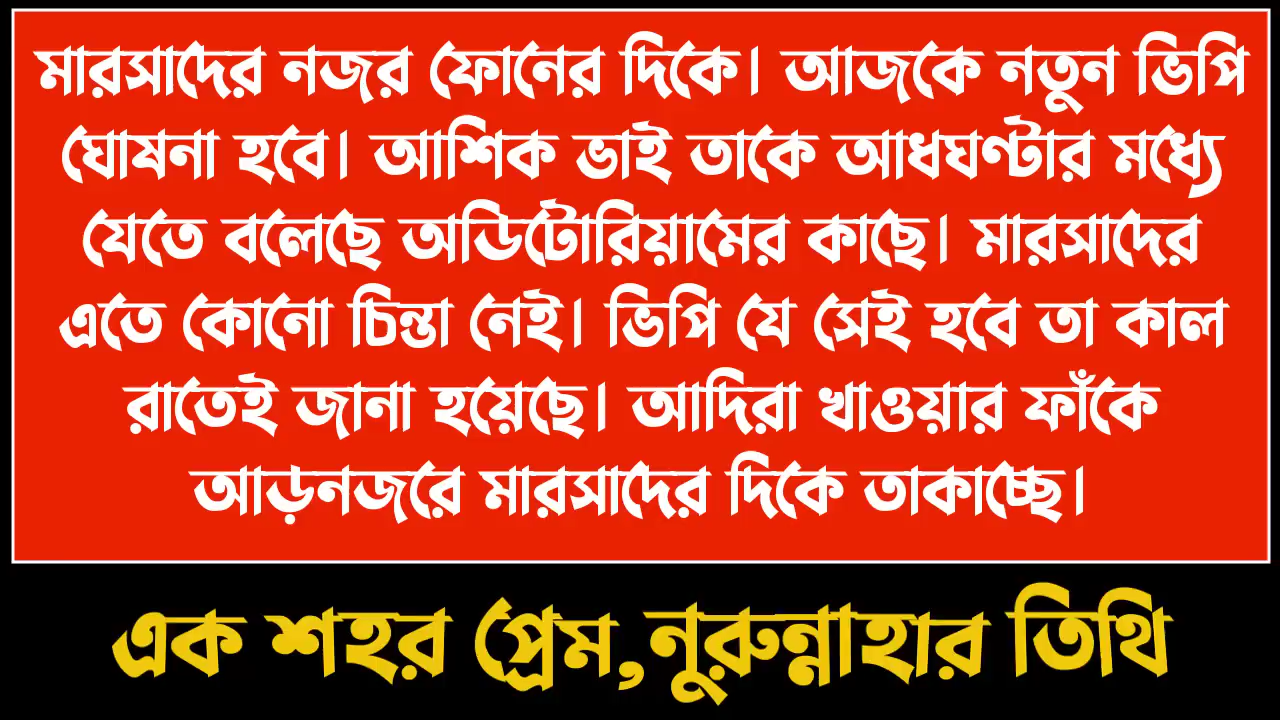 মারসাদের নজর ফোনের দিকে। আজকে নতুন ভিপি
ঘোষনা হবে। আশিক ভাই তাকে আধঘণ্টার মধ্যে
যেতে বলেছে অডিটোরিয়ামের কাছে। মারসাদের
এতে কোনো চিন্তা নেই। ভিপি যে সেই হবে তা কাল
রাতেই জানা হয়েছে। আদিরা খাওয়ার ফাঁকে
আড়নজরে মারসাদের দিকে তাকাচ্ছে।
এক শহর প্রেম,নুরুন্নাহার তিথি